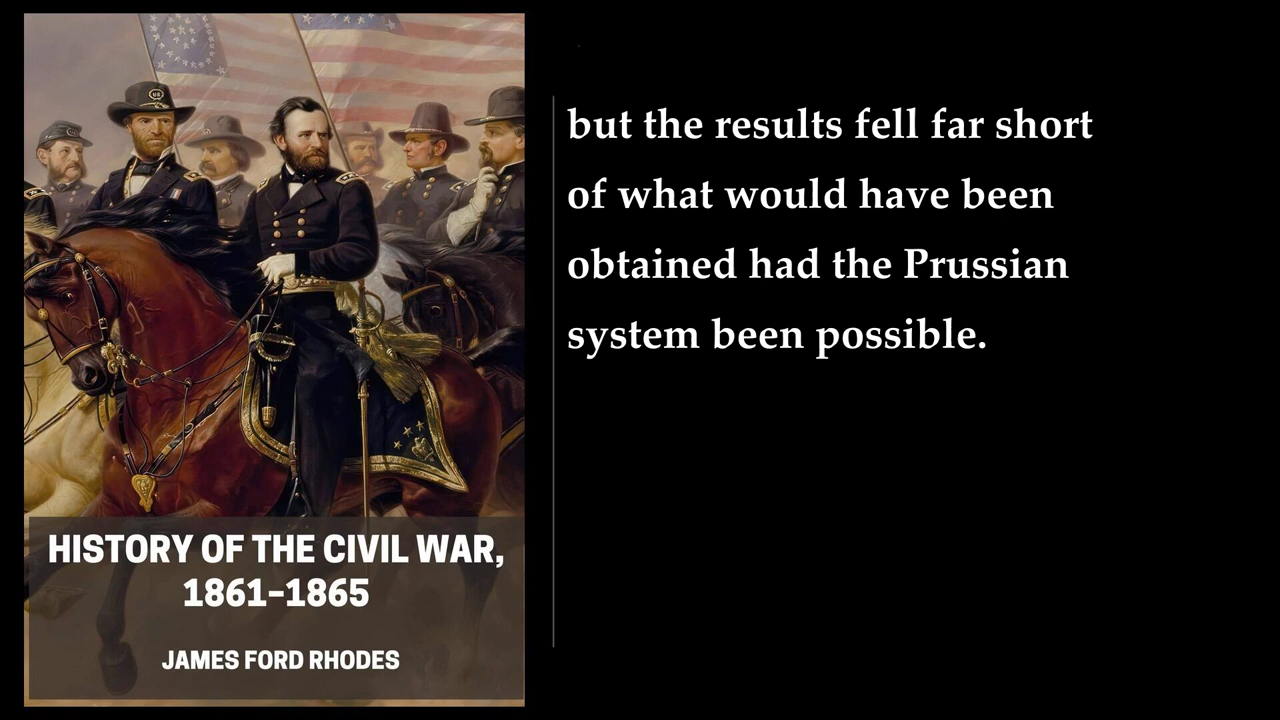 HISTORY OF THE CIVIL WAR,
1861–1865
JAMES FORD RHODES
but the results fell far short
of what would have been
obtained had the Prussian
system been possible.